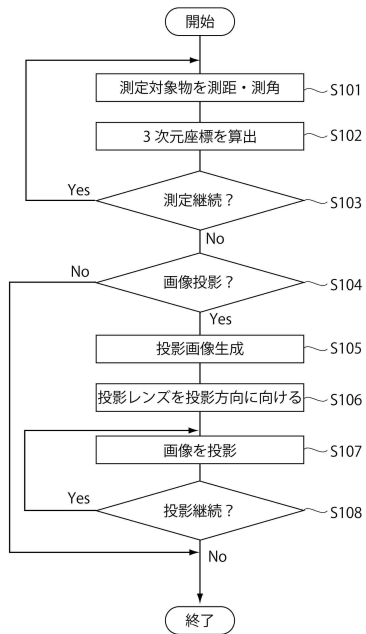 開始
測定対象物を測距・測角
S101
3次元座標を算出
S102
Yes
測定継続？
S103
No
No
画像投影？
S104
Yes
投影画像生成
S105
投影レンズを投影方向に向ける
S106
画像を投影
S107
Yes
投影継続？
S108
No
終了